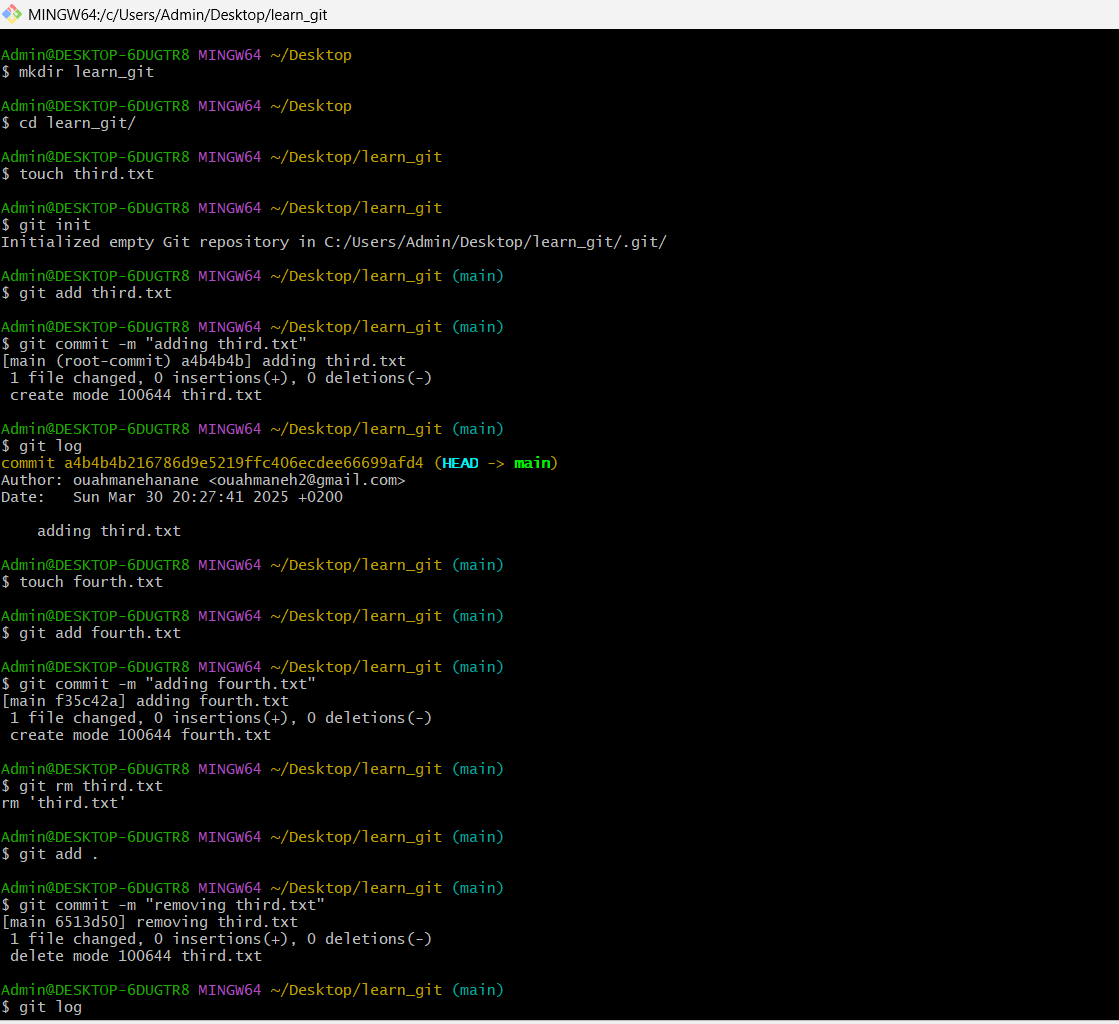 MINGW64:/c/Users/Admin/Desktop/learn_git
Admin@DESKTOP-6DUGTR8 MINGW64 ~/Desktop
$ mkdir learn_git
Admin@DESKTOP-6DUGTR8 MINGW64 ~/Desktop
$ cd learn_git/
Admin@DESKTOP-6DUGTR8 MINGW64 ~/Desktop/learn_git
$ touch third.txt
Admin@DESKTOP-6DUGTR8 MINGW64 ~/Desktop/learn_git
$ git init
Initialized empty Git repository in C:/Users/Admin/Desktop/learn_git/.git/
Admin@DESKTOP-6DUGTR8 MINGW64 ~/Desktop/learn_git (main)
$ git add third.txt
Admin@DESKTOP-6DUGTR8 MINGW64 ~/Desktop/learn_git (main)
$ git commit -m "adding third.txt"
[main (root-commit) a4b4b4b] adding third.txt
 1 file changed, 0 insertions(+), 0 deletions(-)
 create mode 100644 third.txt
Admin@DESKTOP-6DUGTR8 MINGW64 ~/Desktop/learn_git (main)
$ git log
commit a4b4b4b216786d9e5219ffc406ecdee66699afd4 (HEAD -> main)
Author: ouahmanehanane <ouahmaneh2@gmail.com>
Date:   Sun Mar 30 20:27:41 2025 +0200
    adding third.txt
Admin@DESKTOP-6DUGTR8 MINGW64 ~/Desktop/learn_git (main)
$ touch fourth.txt
Admin@DESKTOP-6DUGTR8 MINGW64 ~/Desktop/learn_git (main)
$ git add fourth.txt
Admin@DESKTOP-6DUGTR8 MINGW64 ~/Desktop/learn_git (main)
$ git commit -m "adding fourth.txt"
[main f35c42a] adding fourth.txt
 1 file changed, 0 insertions(+), 0 deletions(-)
 create mode 100644 fourth.txt
Admin@DESKTOP-6DUGTR8 MINGW64 ~/Desktop/learn_git (main)
$ git rm third.txt
rm 'third.txt'
Admin@DESKTOP-6DUGTR8 MINGW64 ~/Desktop/learn_git (main)
$ git add .
Admin@DESKTOP-6DUGTR8 MINGW64 ~/Desktop/learn_git (main)
$ git commit -m "removing third.txt"
[main 6513d50] removing third.txt
 1 file changed, 0 insertions(+), 0 deletions(-)
 delete mode 100644 third.txt
Admin@DESKTOP-6DUGTR8 MINGW64 ~/Desktop/learn_git (main)
$ git log